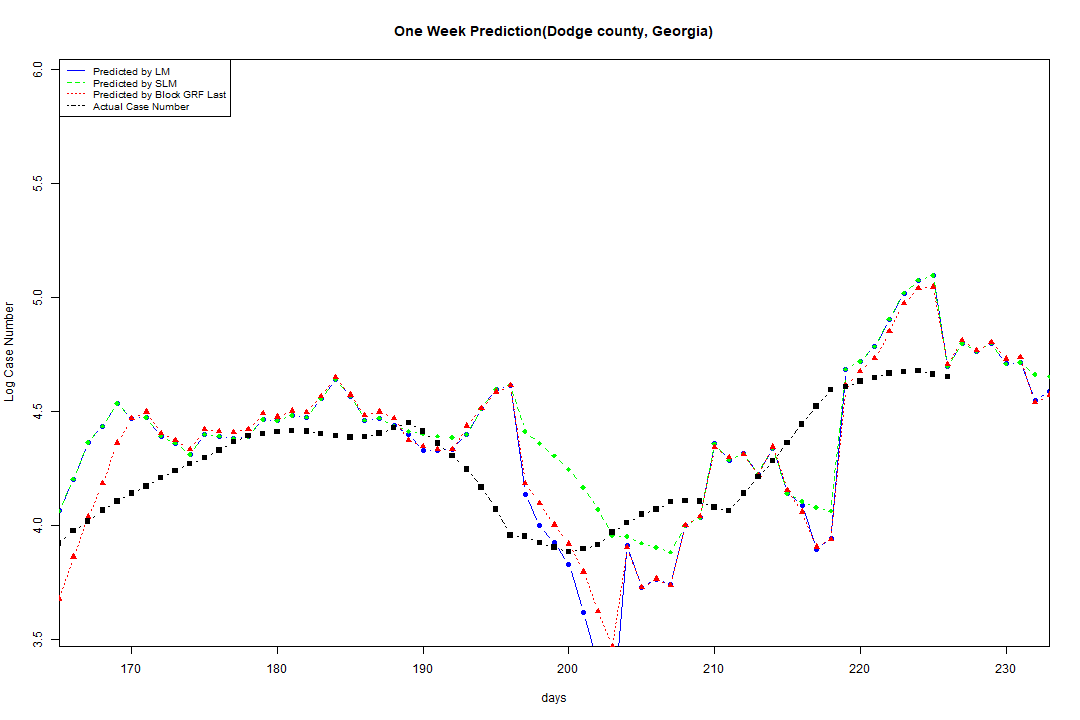 One Week Prediction(Dodge county, Georgia)
Predicted by LM
Predicted by SLM
Predicted by Block GRF Last
Actual Case Number
6.0
5.5
5.0
4.5
4.0
3.5
Log Case Number
170 180 190 200 210 220 230
days